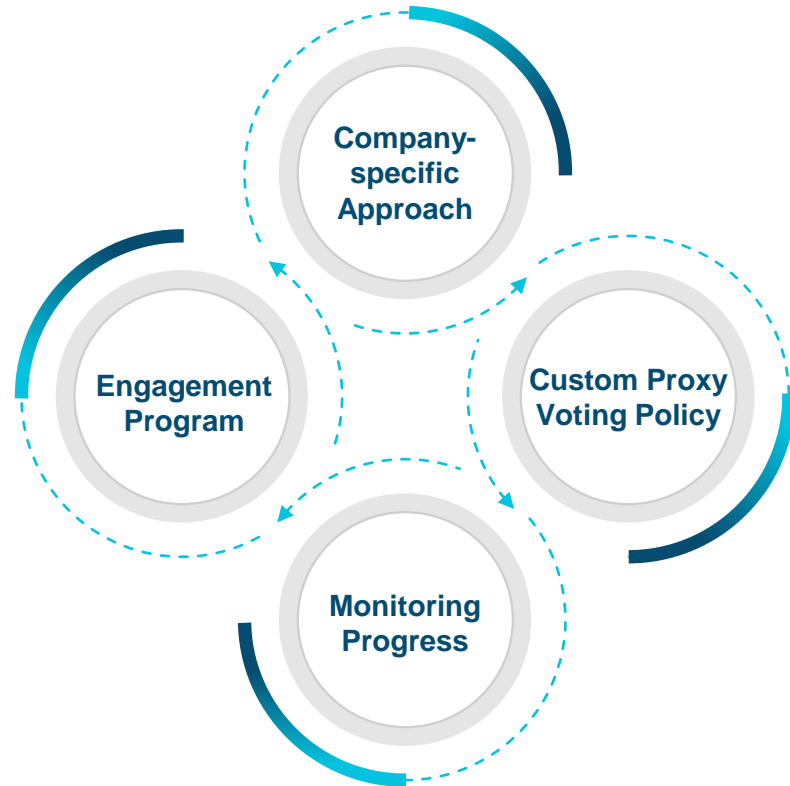 Company-
specific
Approach
Engagement
Program
Custom Proxy
Voting Policy
Monitoring
Progress